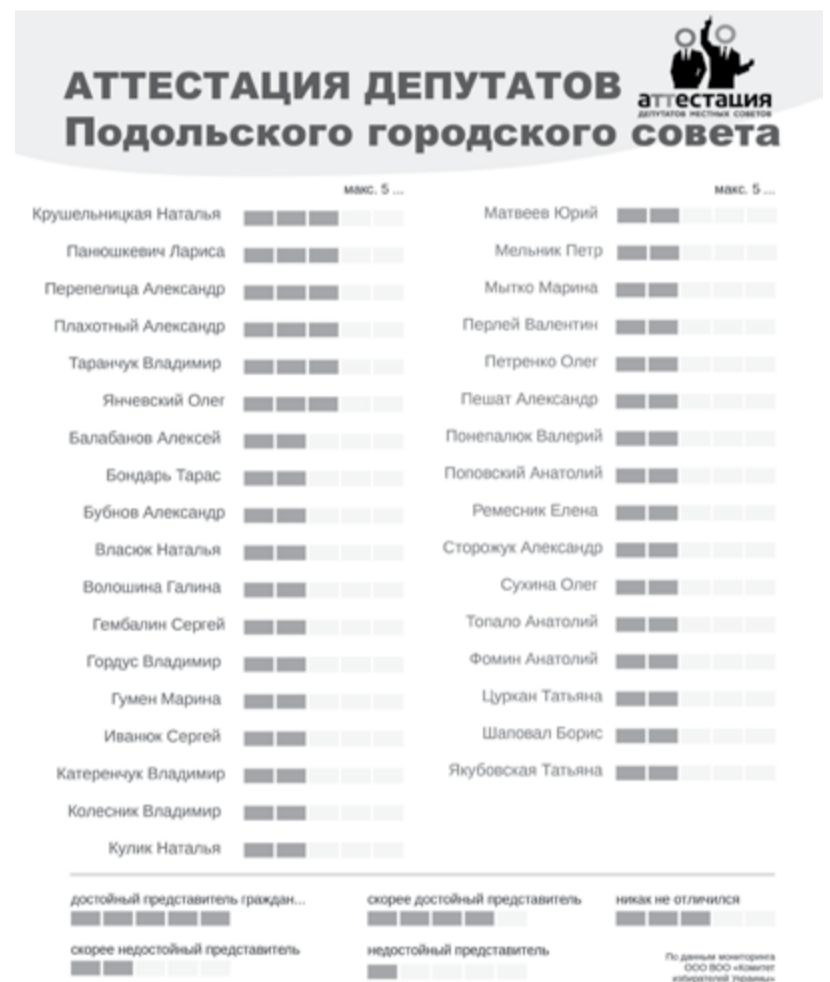 АТТЕСТАЦИЯ ДЕПУТАТОВ
Подольского городского совета
аттестация
ДЕПУТАТОВ МЕСТНЫХ СОВЕТОВ
макс. 5 ...
Крушельницкая Наталья
Панюшкевич Лариса
Перепелица Александр
Плахотный Александр
Таранчук Владимир
Янчевский Олег
Балабанов Алексей
Бондарь Тарас
Бубнов Александр
Власюк Наталья
Волошина Галина
Гембалин Сергей
Гордус Владимир
Гумен Марина
Иванюк Сергей
Катеренчук Владимир
Колесник Владимир
Кулик Наталья
макс. 5 ...
Матвеев Юрий
Мельник Петр
Мытко Марина
Перлей Валентин
Петренко Олег
Пешат Александр
Понепалюк Валерий
Поповский Анатолий
Ремесник Елена
Сторожук Александр
Сухина Олег
Топало Анатолий
Фомин Анатолий
Цуркан Татьяна
Шаповал Борис
Якубовская Татьяна
достойный представитель граждан...
скорее достойный представитель
никак не отличился
скорее недостойный представитель
недостойный представитель
По данным мониторинга
ООО ВОО «Комитет
избирателей Украины»